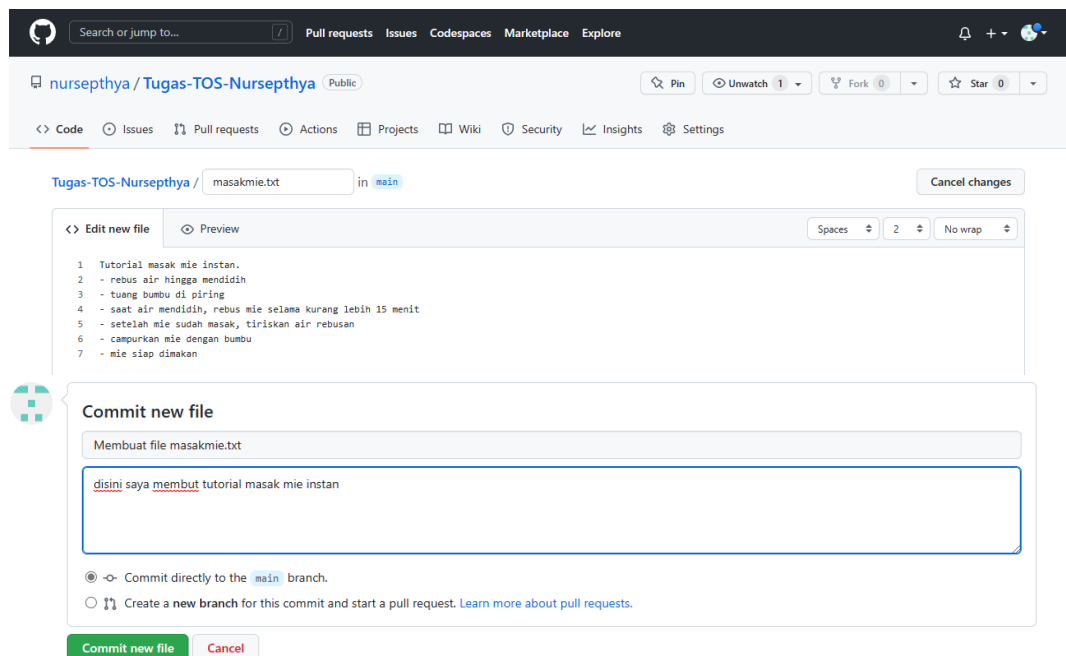 Search or jump to... / Pull requests Issues Codespaces Marketplace Explore
nursepthya / Tugas-TOS-Nursepthya Public Pin Unwatch 1 Fork 0 Star 0
Code Issues Pull requests Actions Projects Wiki Security Insights Settings
Tugas-TOS-Nursepthya / masakmie.txt in main Cancel changes
Edit new file Preview Spaces 2 No wrap
1 Tutorial masak mie instan.
2 - rebus air hingga mendidih
3 - tuang bumbu di piring
4 - saat air mendidih, rebus mie selama kurang lebih 15 menit
5 - setelah mie sudah masak, tiriskan air rebusan
6 - campurkan mie dengan bumbu
7 - mie siap dimakan
Commit new file
Membuat file masakmie.txt
disini saya membut tutorial masak mie instan
Commit directly to the main branch.
Create a new branch for this commit and start a pull request. Learn more about pull requests.
Commit new file Cancel